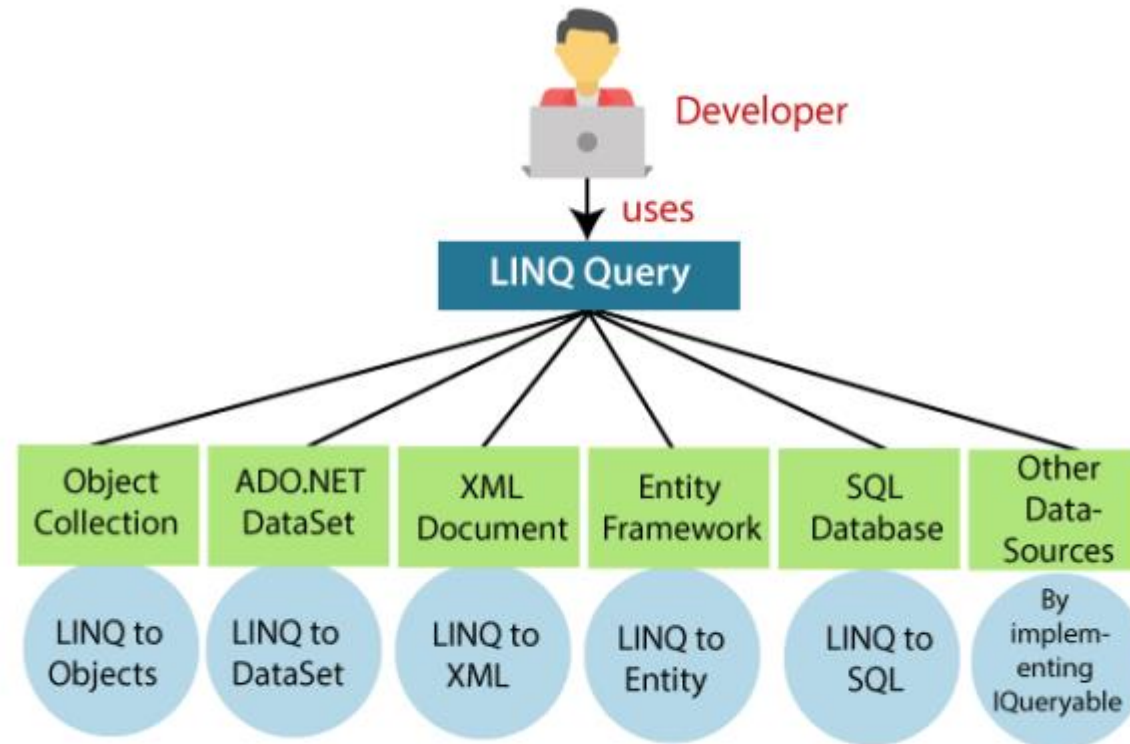 Developer
uses
LINQ Query
Object
Collection
ADO.NET
DataSet
XML
Document
Entity
Framework
SQL
Database
Other
Data-
Sources
LINQ to
Objects
LINQ to
DataSet
LINQ to
XML
LINQ to
Entity
LINQ to
SQL
By
implem-
enting
IQueryable